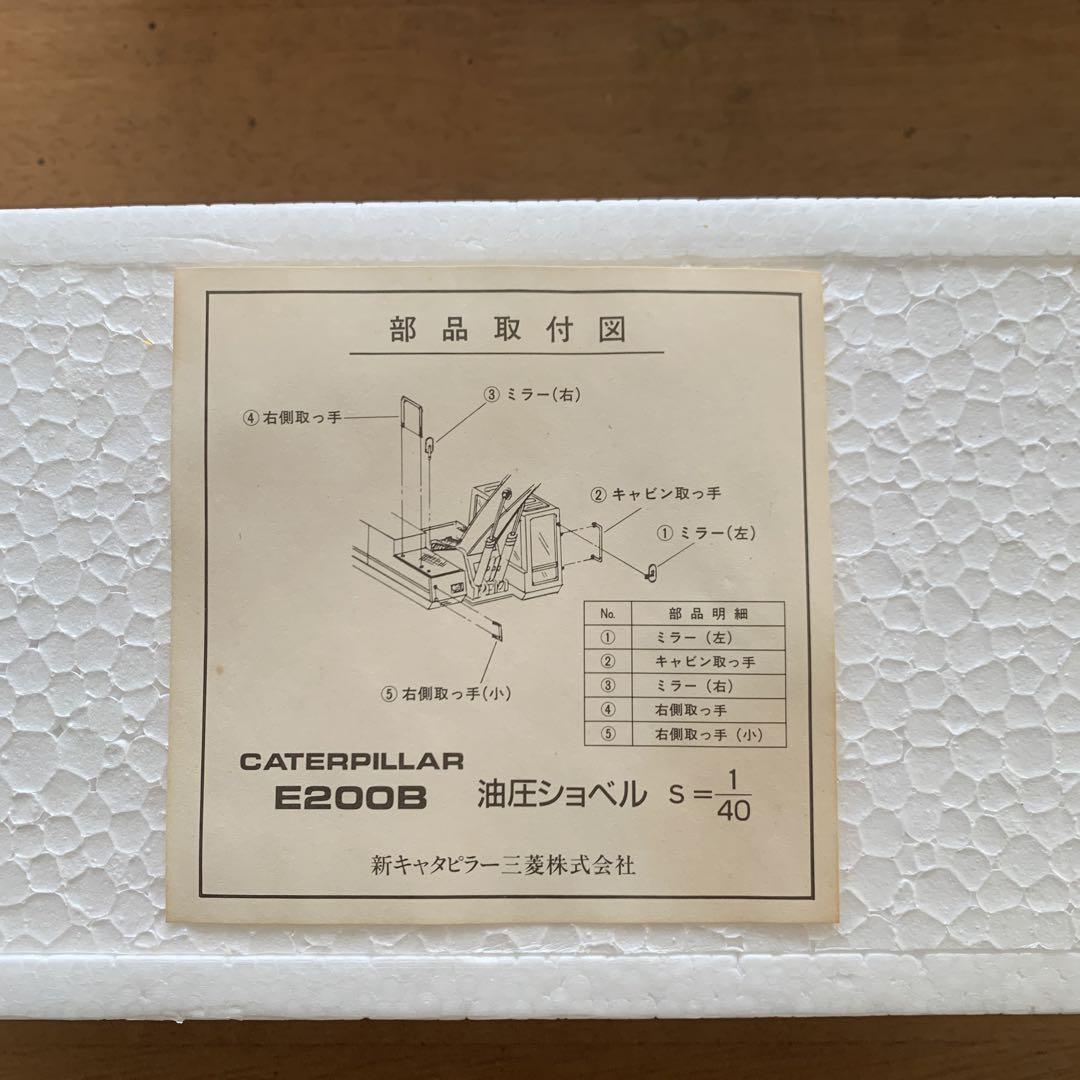 部品取付図
③ ミラー(右)
④ 右側取っ手
② キャビン取っ手
① ミラー(左)
⑤ 右側取っ手(小)
No. 部品明細
① ミラー (左)
② キャビン取っ手
③ ミラー (右)
④ 右側取っ手
⑤ 右側取っ手 (小)
CATERPILLAR
E200B 油圧ショベル S=1/40
新キャタピラー三菱株式会社